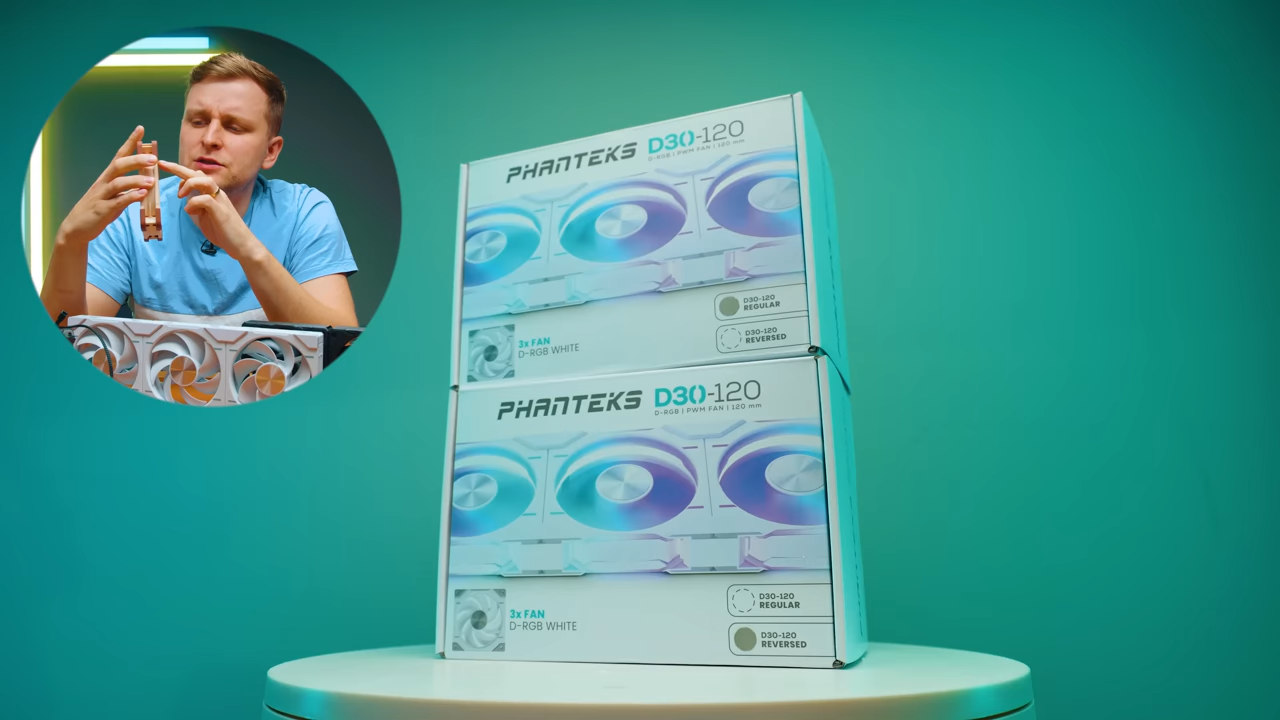 PHANTEKS D30-120
D-RGB | PWM FAN | 120 mm
D30-120
REGULAR
D30-120
REVERSED
3x FAN
D-RGB WHITE
PHANTEKS D30-120
D-RGB | PWM FAN | 120 mm
D30-120
REGULAR
D30-120
REVERSED
3x FAN
D-RGB WHITE